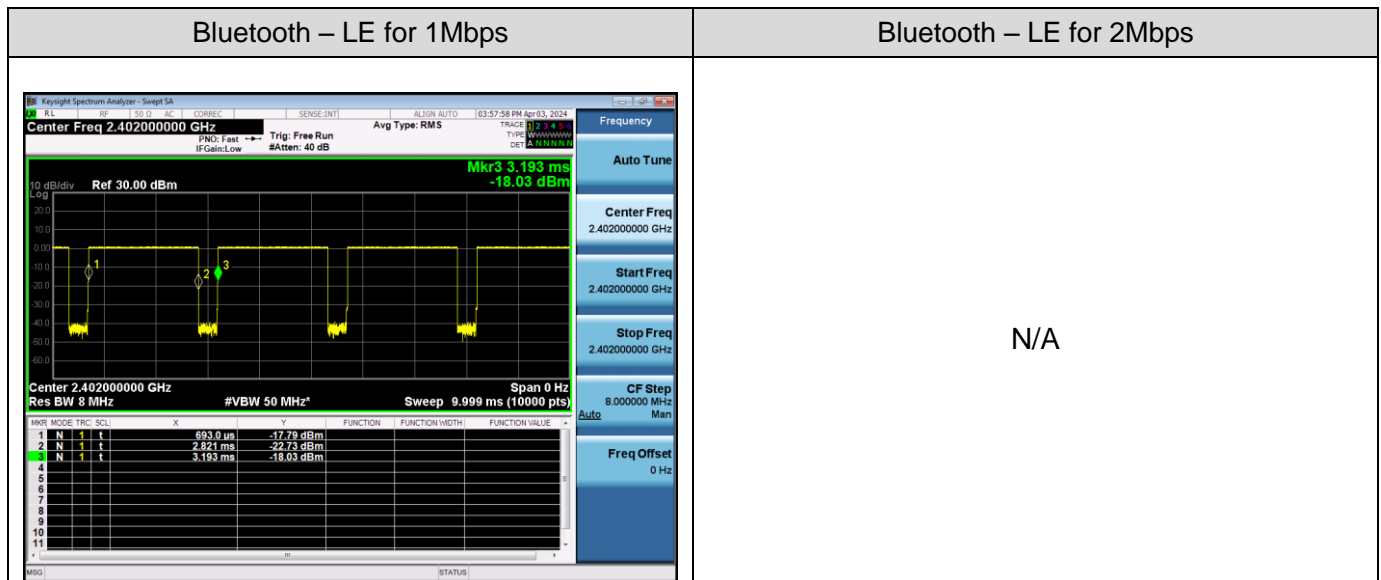 Bluetooth – LE for 1Mbps
Bluetooth – LE for 2Mbps
Keysight Spectrum Analyzer - Swept SA
RL RF 50 Ω AC CORREC SENSE:INT ALIGN AUTO 03:57:58 PM Apr 03, 2024
Center Freq 2.402000000 GHz
PNO: Fast
IFGain:Low
Trig: Free Run
#Atten: 40 dB
Avg Type: RMS
TRACE 1 2 3 4 5 6
TYPE W
DET A N N N N N
Mkr3 3.193 ms
-18.03 dBm
10 dB/div Ref 30.00 dBm
Log
20.0
10.0
0.00
-10.0
-20.0
-30.0
-40.0
-50.0
-60.0
1
2
3
Center 2.402000000 GHz Span 0 Hz
Res BW 8 MHz #VBW 50 MHz* Sweep 9.999 ms (10000 pts)
MKR MODE TRC SCL X Y FUNCTION FUNCTION WIDTH FUNCTION VALUE
1 N 1 t 693.0 µs -17.79 dBm
2 N 1 t 2.821 ms -22.73 dBm
3 N 1 t 3.193 ms -18.03 dBm
4
5
6
7
8
9
10
11
MSG STATUS
Frequency
Auto Tune
Center Freq
2.402000000 GHz
Start Freq
2.402000000 GHz
Stop Freq
2.402000000 GHz
CF Step
8.000000 MHz
Auto Man
Freq Offset
0 Hz
N/A